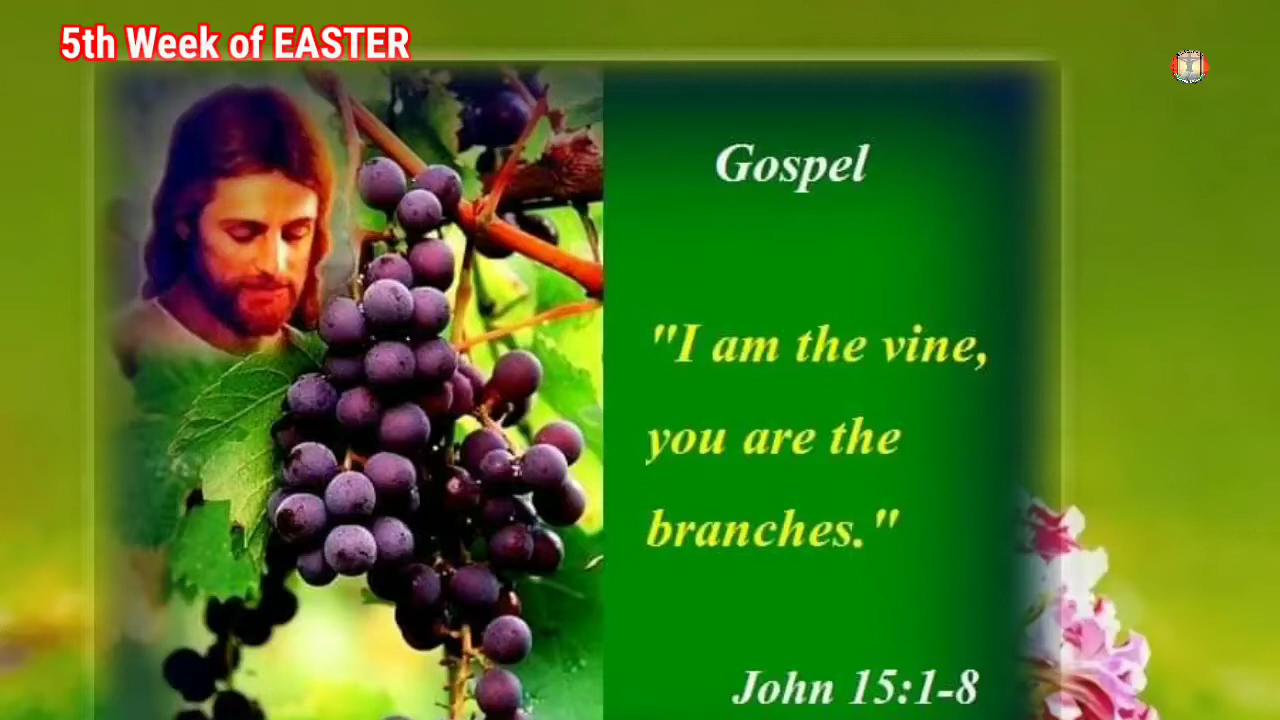 5th Week of EASTER
Gospel
"I am the vine,
you are the
branches."
John 15:1-8